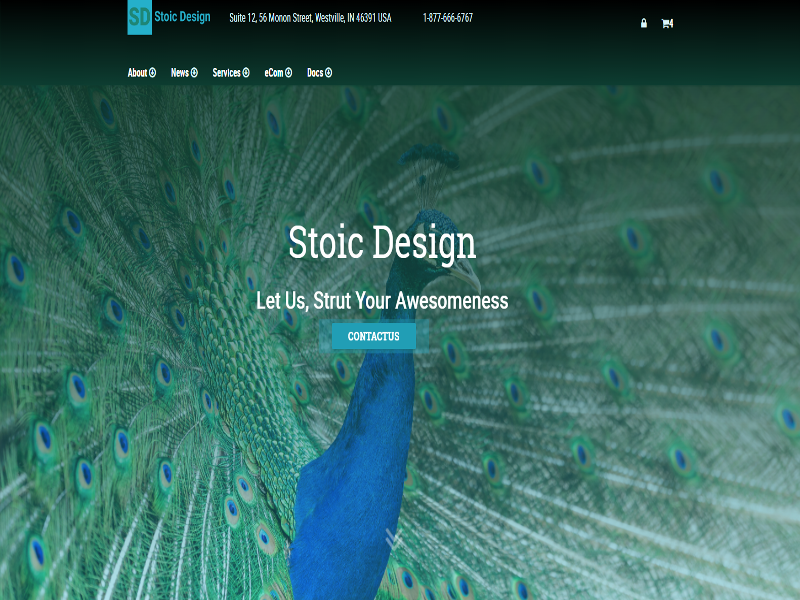 SD Stoic Design Suite 12, 56 Monon Street, Westville, IN 46391 USA 1-877-666-6767
4
About News Services eCom Docs
Stoic Design
Let Us, Strut Your Awesomeness
CONTACTUS